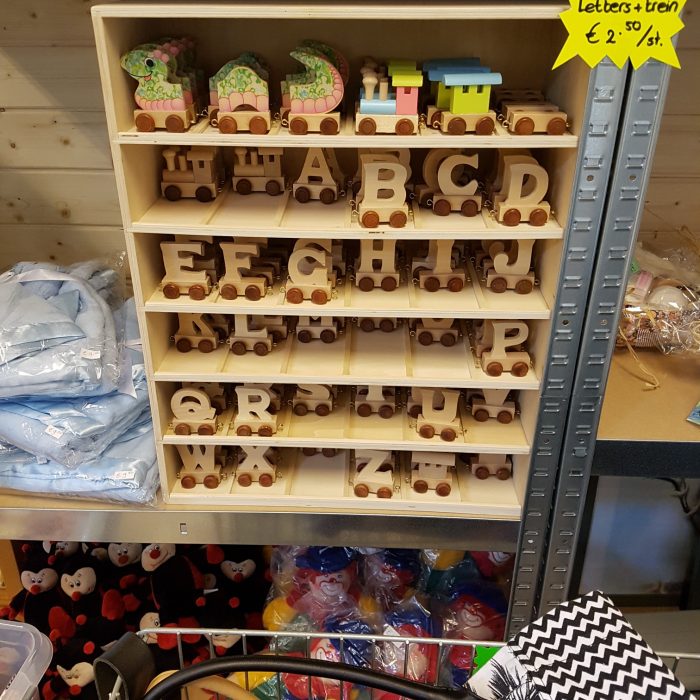 Letters + trein
€ 2.50/st.
A B C D
E F G H I J
K L M P
Q R S T U V
W X Z E